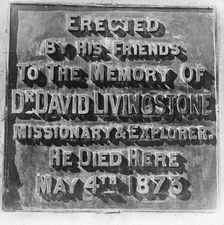 ERECTED
BY HIS FRIENDS
TO THE MEMORY OF
DR DAVID LIVINGSTONE
MISSIONARY & EXPLORER.
HE DIED HERE
MAY 4TH 1873